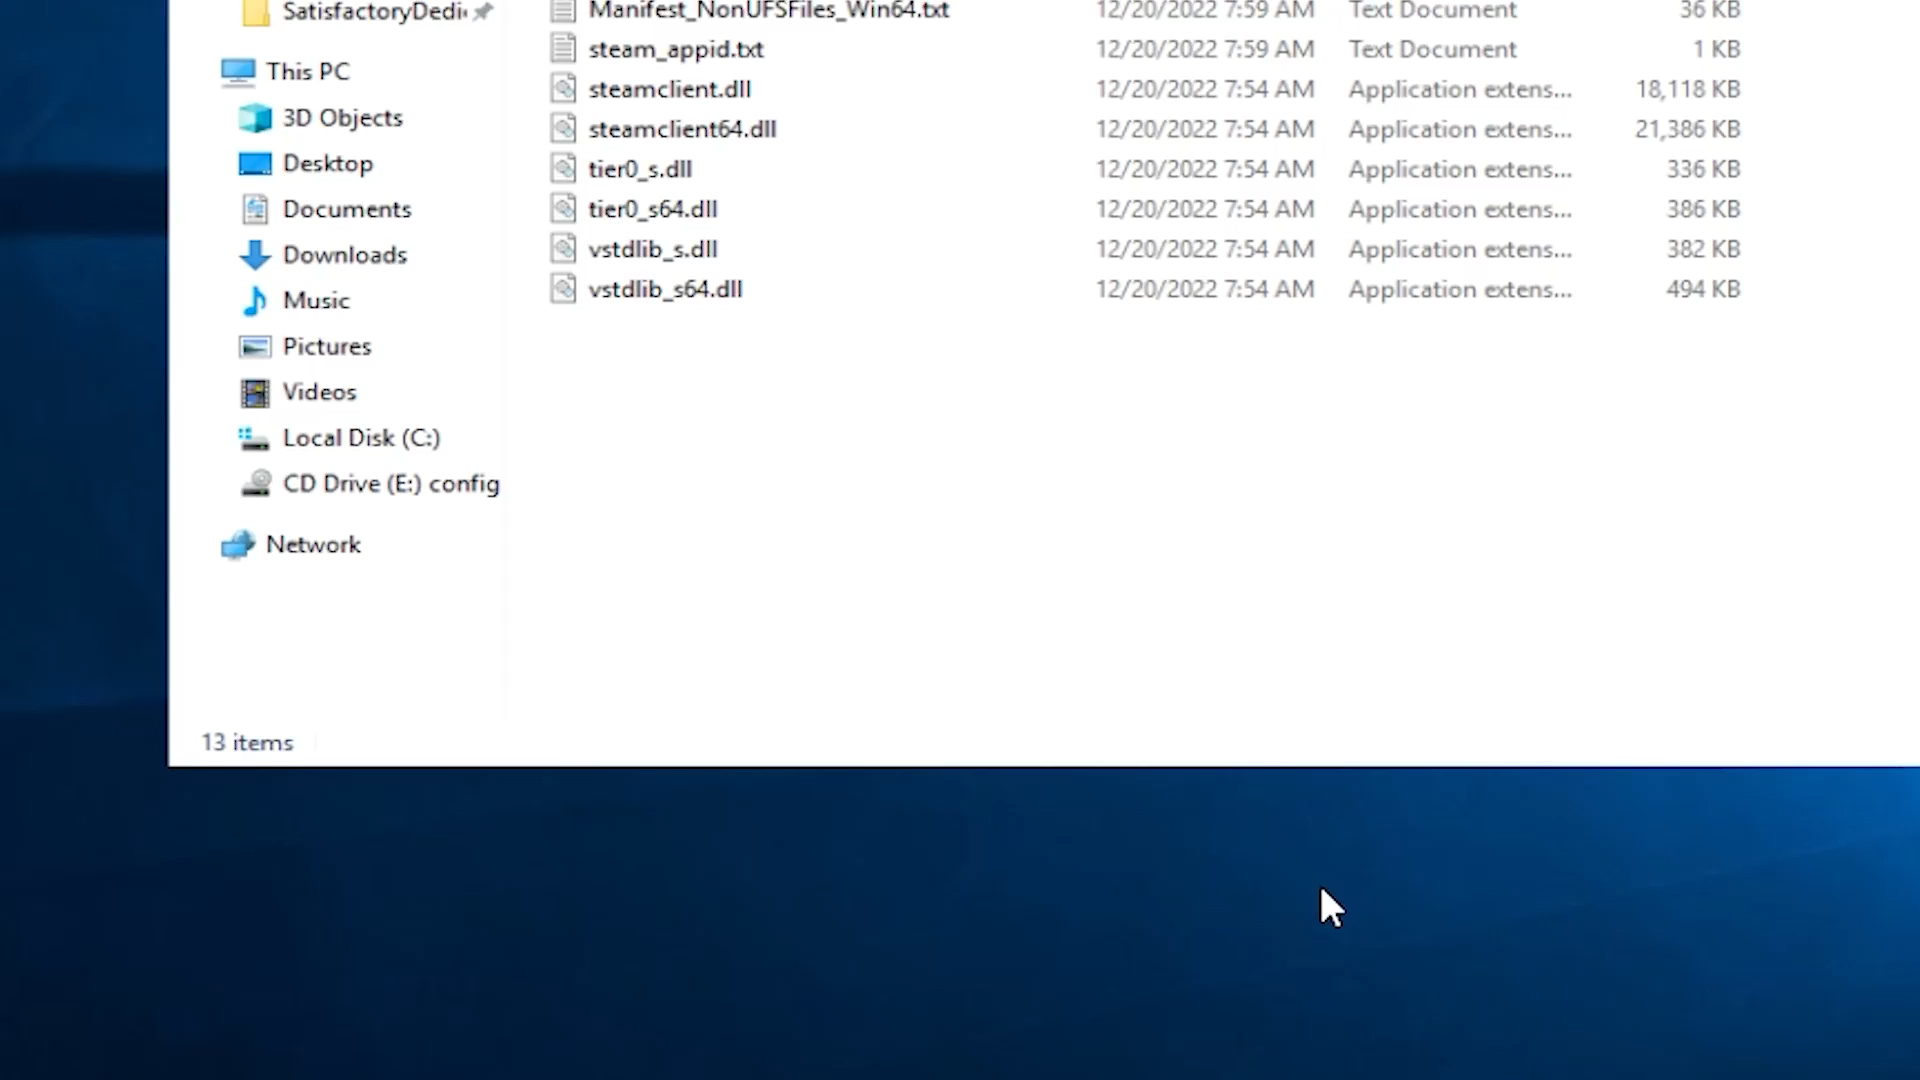 SatisfactoryDedi
This PC
3D Objects
Desktop
Documents
Downloads
Music
Pictures
Videos
Local Disk (C:)
CD Drive (E:) config
Network
Manifest_NonUFSFiles_Win64.txt 12/20/2022 7:59 AM Text Document 36 KB
steam_appid.txt 12/20/2022 7:59 AM Text Document 1 KB
steamclient.dll 12/20/2022 7:54 AM Application extens... 18,118 KB
steamclient64.dll 12/20/2022 7:54 AM Application extens... 21,386 KB
tier0_s.dll 12/20/2022 7:54 AM Application extens... 336 KB
tier0_s64.dll 12/20/2022 7:54 AM Application extens... 386 KB
vstdlib_s.dll 12/20/2022 7:54 AM Application extens... 382 KB
vstdlib_s64.dll 12/20/2022 7:54 AM Application extens... 494 KB
13 items